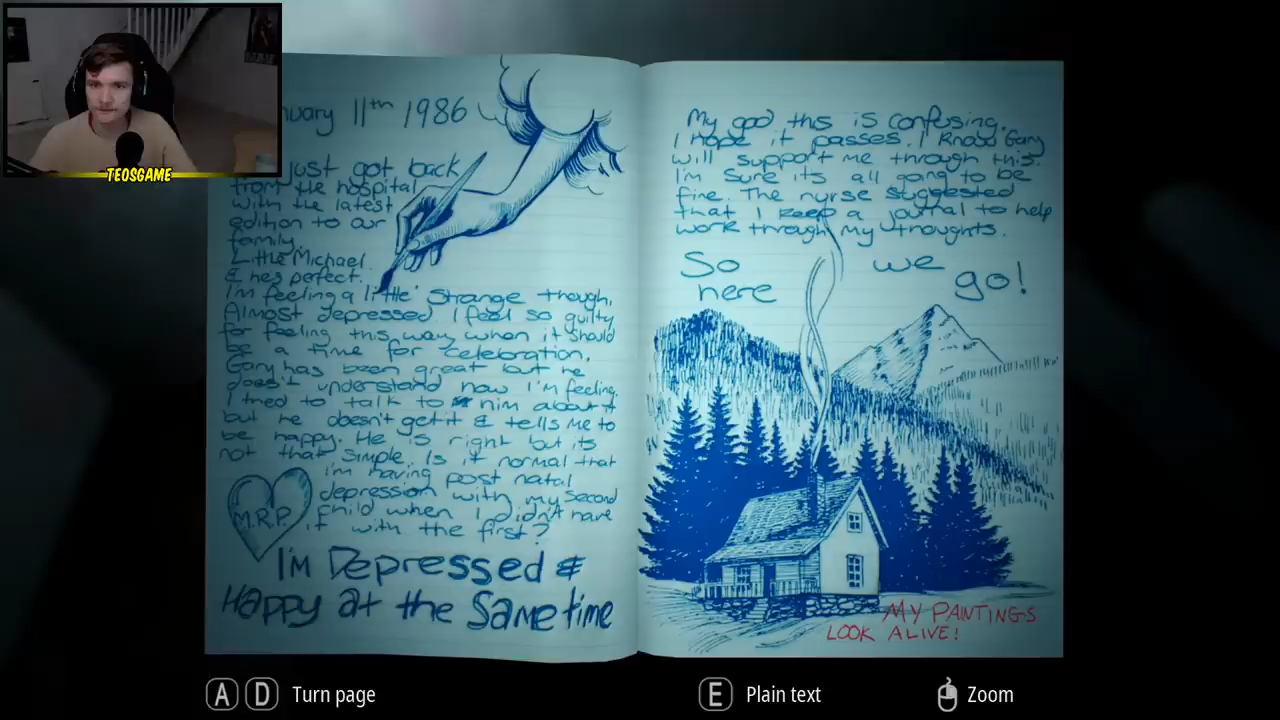 nuary 11th 1986
just got back
from the hospital
with the latest
edition to our
family.
Little Michael
& he's perfect.
I'm feeling a little strange though,
Almost depressed. I feel so guilty
for feeling this way when it should
be a time for celebration.
Gary has been great but he
doesn't understand how I'm feeling.
I tried to talk to him about it
but he doesn't get it & tells me to
be happy. He is right but its
not that simple. Is it normal that
i'm having post natal
depression with my second
child when I didn't have
it with the first?
M.R.P.
I'm Depressed &
Happy at the Same time
My god this is confusing.
I hope it passes. I know Gary
will support me through this.
I'm sure its all going to be
fine. The nurse suggested
that I keep a journal to help
work through my thoughts.
So we
here go!
MY PAINTINGS
LOOK ALIVE!
TEOSGAME
A D Turn page
E Plain text
Zoom